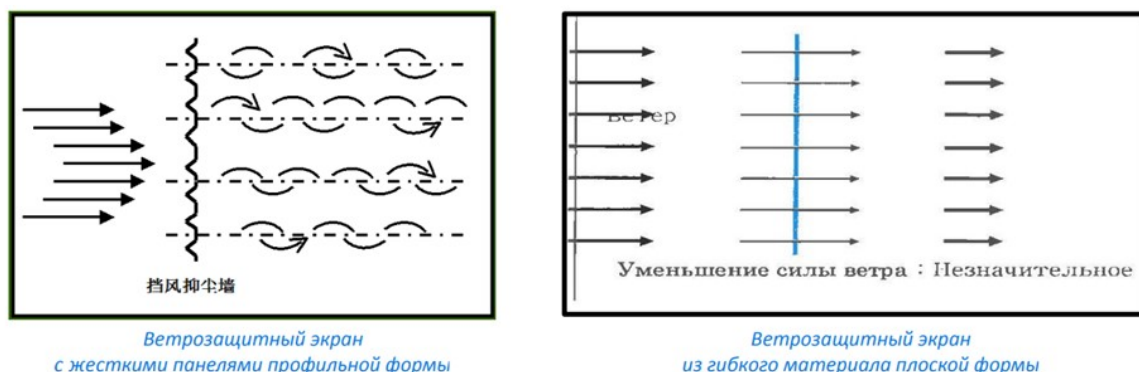 挡风抑尘墙
Ветрозащитный экран
с жесткими панелями профильной формы
Ветер
Уменьшение силы ветра : Незначительное
Ветрозащитный экран
из гибкого материала плоской формы